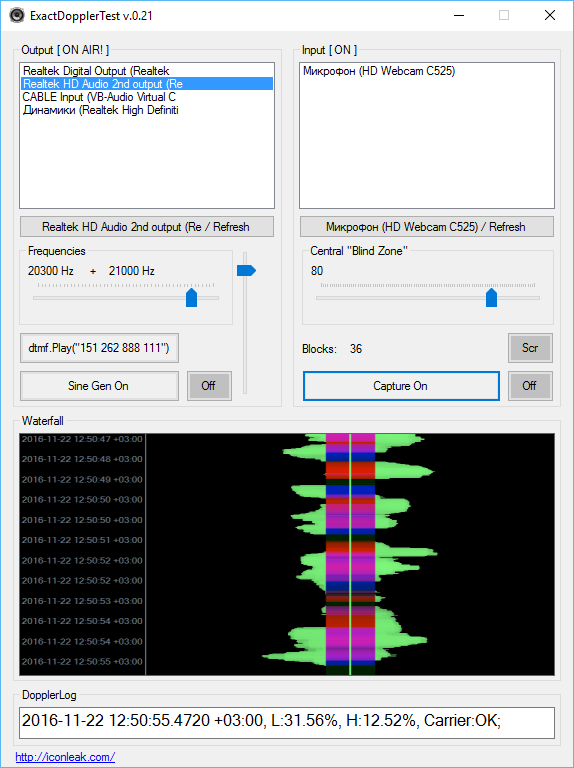 ExactDopplerTest v.0.21
Output [ ON AIR! ]
Realtek Digital Output (Realtek
Realtek HD Audio 2nd output (Re
CABLE Input (VB-Audio Virtual C
Динамики (Realtek High Definiti
Realtek HD Audio 2nd output (Re / Refresh
Frequencies
20300 Hz + 21000 Hz
dtmf.Play("151 262 888 111")
Sine Gen On
Off
Input [ ON ]
Микрофон (HD Webcam C525)
Микрофон (HD Webcam C525) / Refresh
Central "Blind Zone"
80
Blocks: 36
Scr
Capture On
Off
Waterfall
2016-11-22 12:50:47 +03:00
2016-11-22 12:50:48 +03:00
2016-11-22 12:50:49 +03:00
2016-11-22 12:50:50 +03:00
2016-11-22 12:50:50 +03:00
2016-11-22 12:50:51 +03:00
2016-11-22 12:50:52 +03:00
2016-11-22 12:50:52 +03:00
2016-11-22 12:50:53 +03:00
2016-11-22 12:50:54 +03:00
2016-11-22 12:50:54 +03:00
2016-11-22 12:50:55 +03:00
DopplerLog
2016-11-22 12:50:55.4720 +03:00, L:31.56%, H:12.52%, Carrier:OK;
http://iconleak.com/